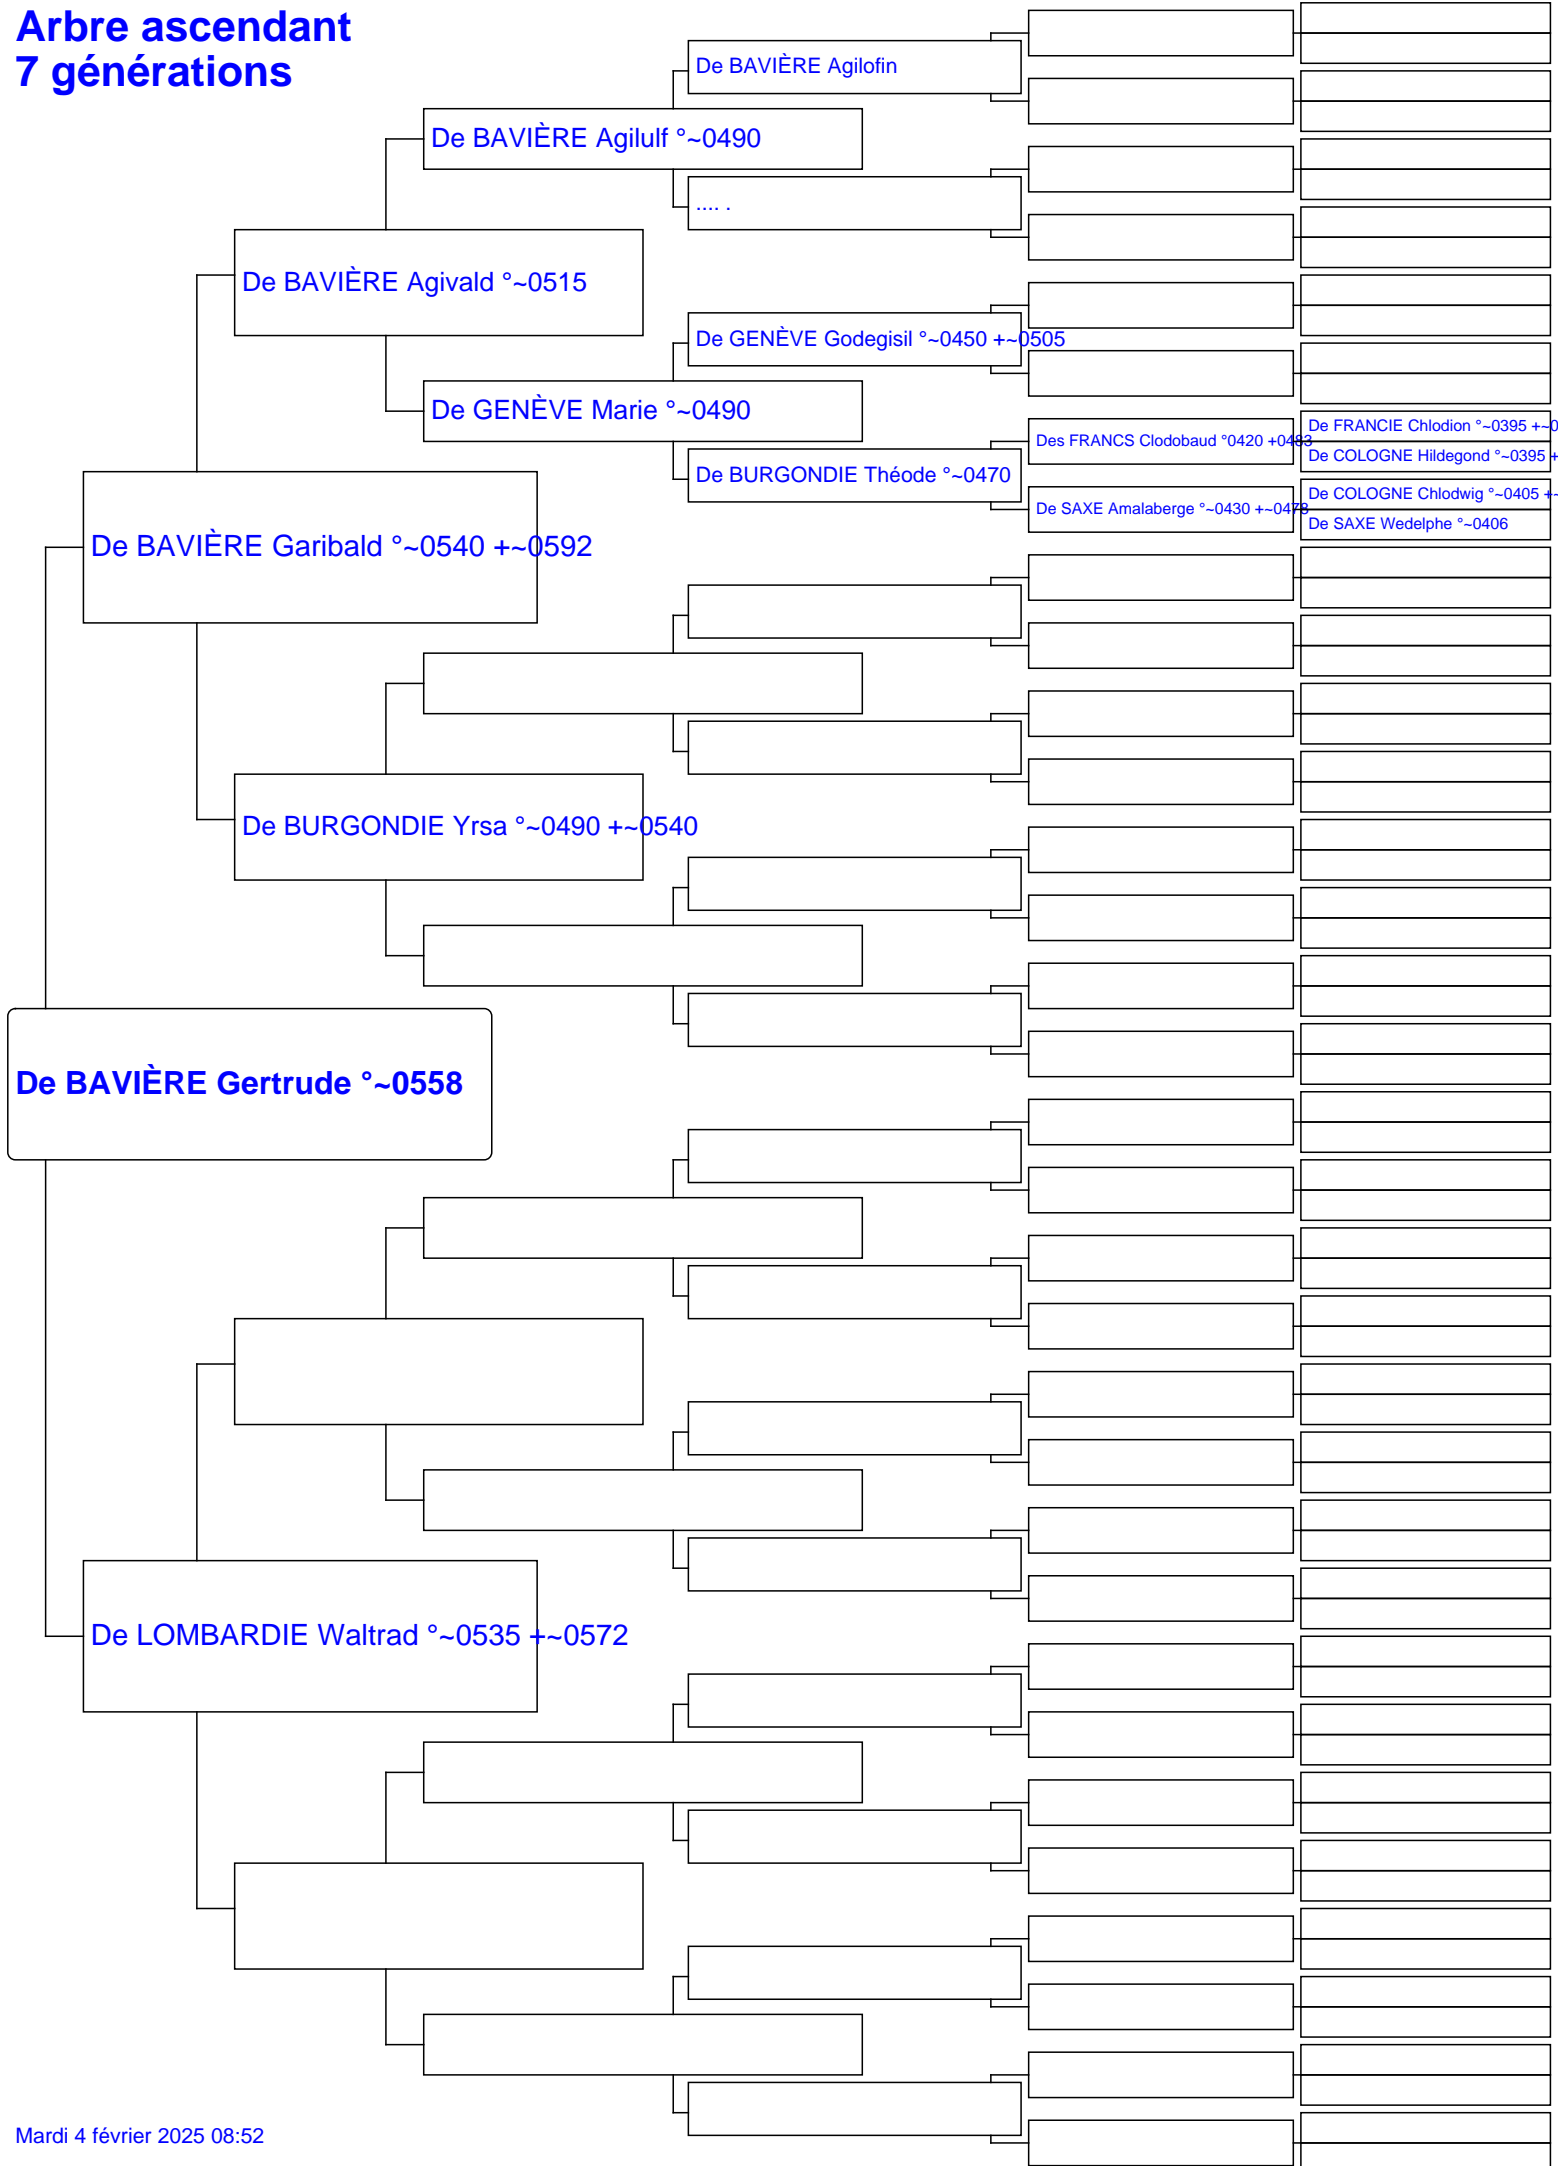 Arbre ascendant
7 générations
De BAVIÈRE Agilofin
De BAVIÈRE Agilulf °~0490
.... .
De BAVIÈRE Agivald °~0515
De GENÈVE Godegisil °~0450 +~0505
De GENÈVE Marie °~0490
De FRANCIE Chlodion °~0395 +~0
Des FRANCS Clodobaud °0420 +0483
De COLOGNE Hildegond °~0395 +
De BURGONDIE Théode °~0470
De COLOGNE Chlodwig °~0405 +~
De SAXE Amalaberge °~0430 +~0478
De SAXE Wedelphe °~0406
De BAVIÈRE Garibald °~0540 +~0592
De BURGONDIE Yrsa °~0490 +~0540
De BAVIÈRE Gertrude °~0558
De LOMBARDIE Waltrad °~0535 +~0572
Mardi 4 février 2025 08:52